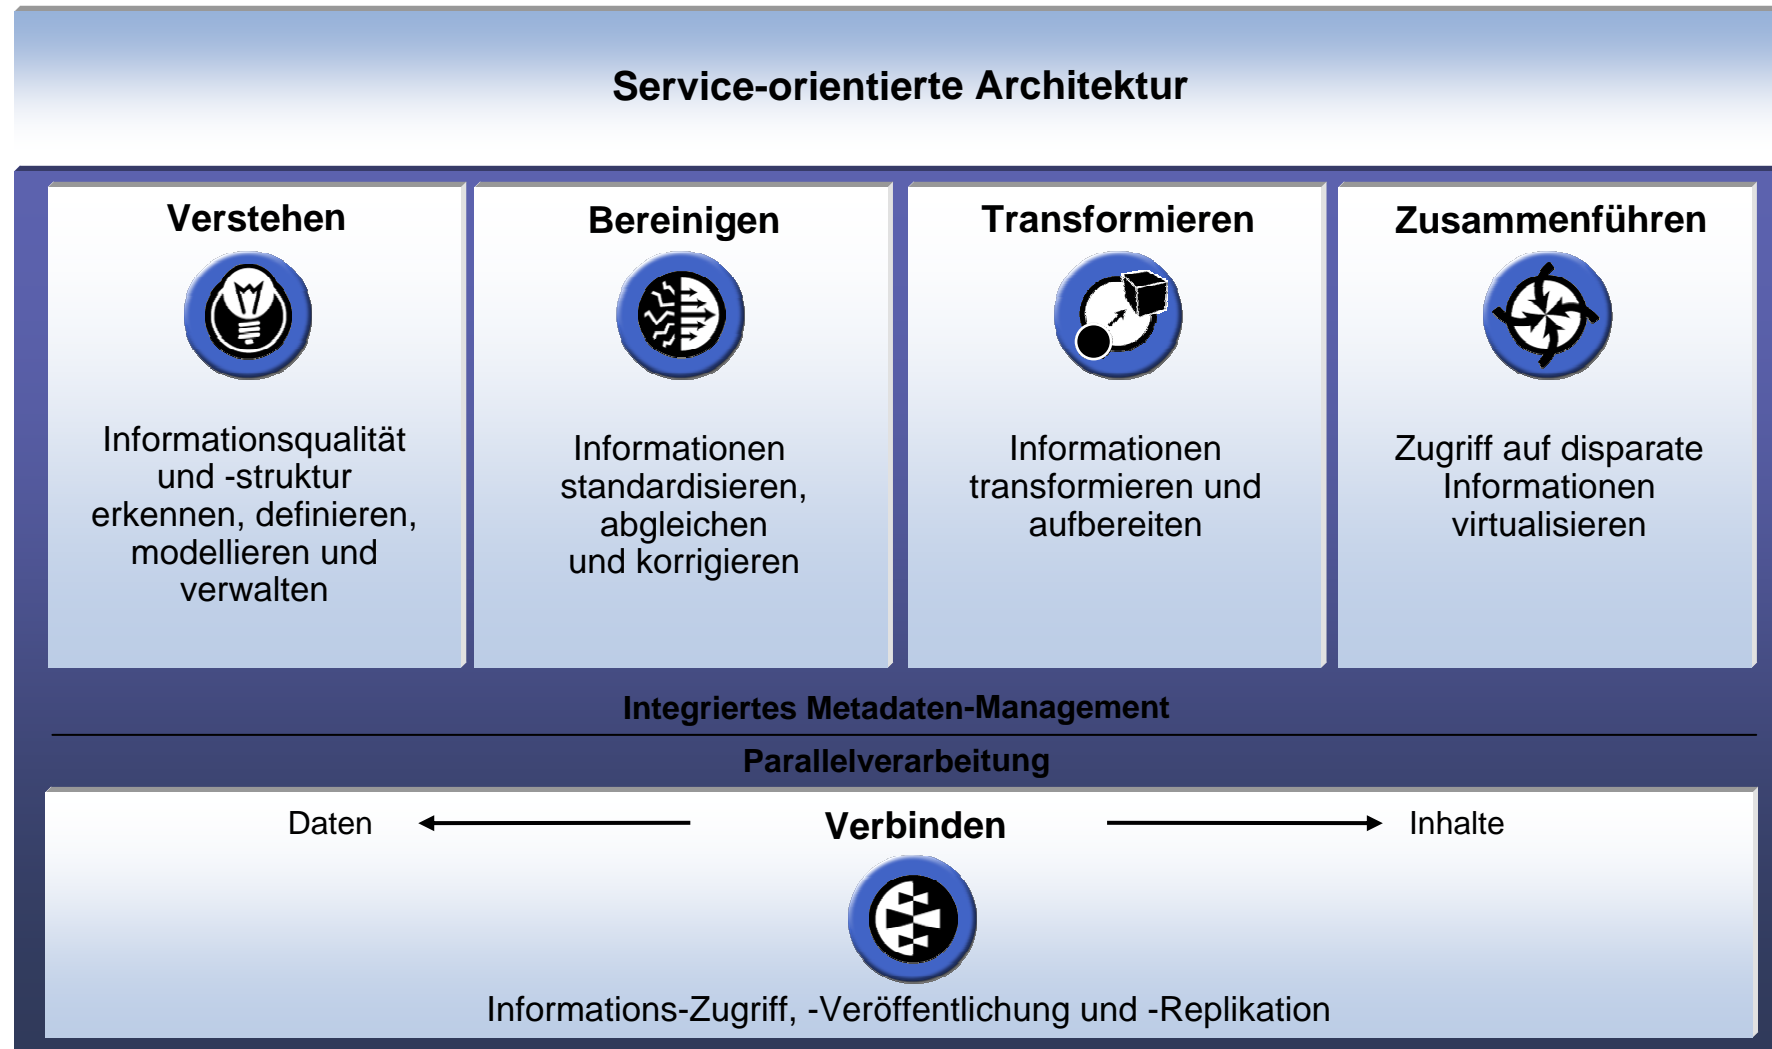 Service-orientierte Architektur
Verstehen
Informationsqualität
und -struktur
erkennen, definieren,
modellieren und
verwalten
Bereinigen
Informationen
standardisieren,
abgleichen
und korrigieren
Transformieren
Informationen
transformieren und
aufbereiten
Zusammenführen
Zugriff auf disparate
Informationen
virtualisieren
Integriertes Metadaten-Management
Parallelverarbeitung
Daten
Verbinden
Inhalte
Informations-Zugriff, -Veröffentlichung und -Replikation